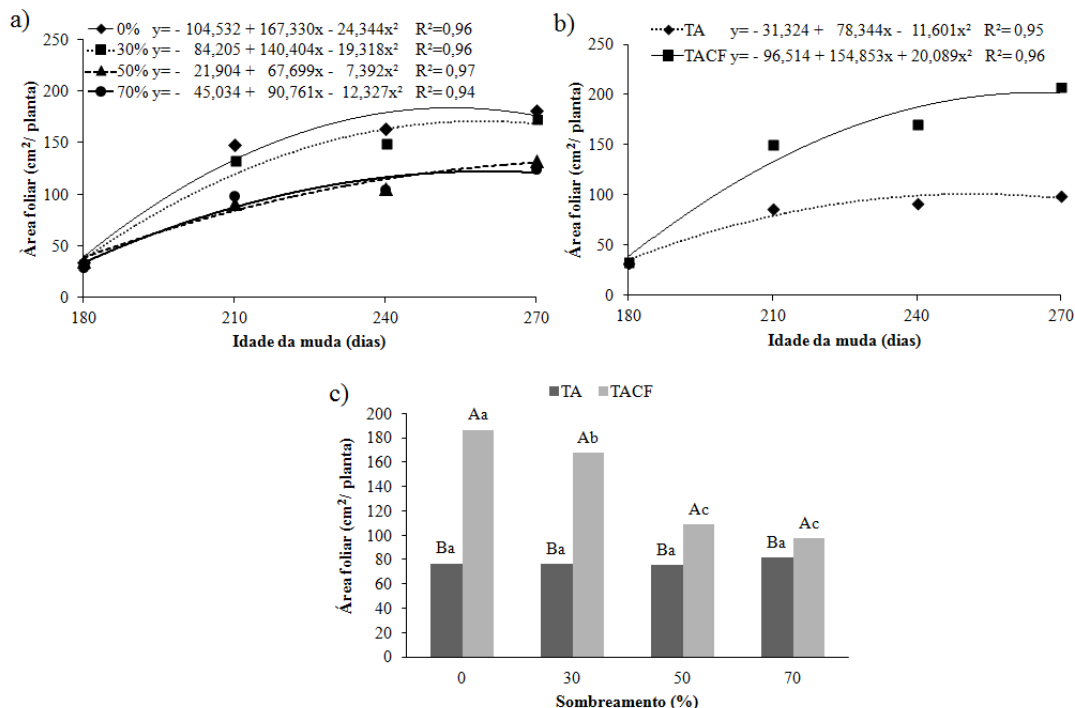 a)
0% y= - 104,532 + 167,330x - 24,344x² R²=0,96
30% y= - 84,205 + 140,404x - 19,318x² R²=0,96
50% y= - 21,904 + 67,699x - 7,392x² R²= 0,97
70% y= - 45,034 + 90,761x - 12,327x² R²= 0,94
250
200
150
100
50
0
Área foliar (cm²/ planta)
180 210 240 270
Idade da muda (dias)
b)
TA y= - 31,324 + 78,344x - 11,601x² R²= 0,95
TACF y= - 96,514 + 154,853x + 20,089x² R²= 0,96
250
200
150
100
50
0
Área foliar (cm²/ planta)
180 210 240 270
Idade da muda (dias)
c)
TA TACF
200
180
160
140
120
100
80
60
40
20
0
Área foliar (cm²/ planta)
Ba Aa Ba Ab Ba Ac Ba Ac
0 30 50 70
Sombreamento (%)